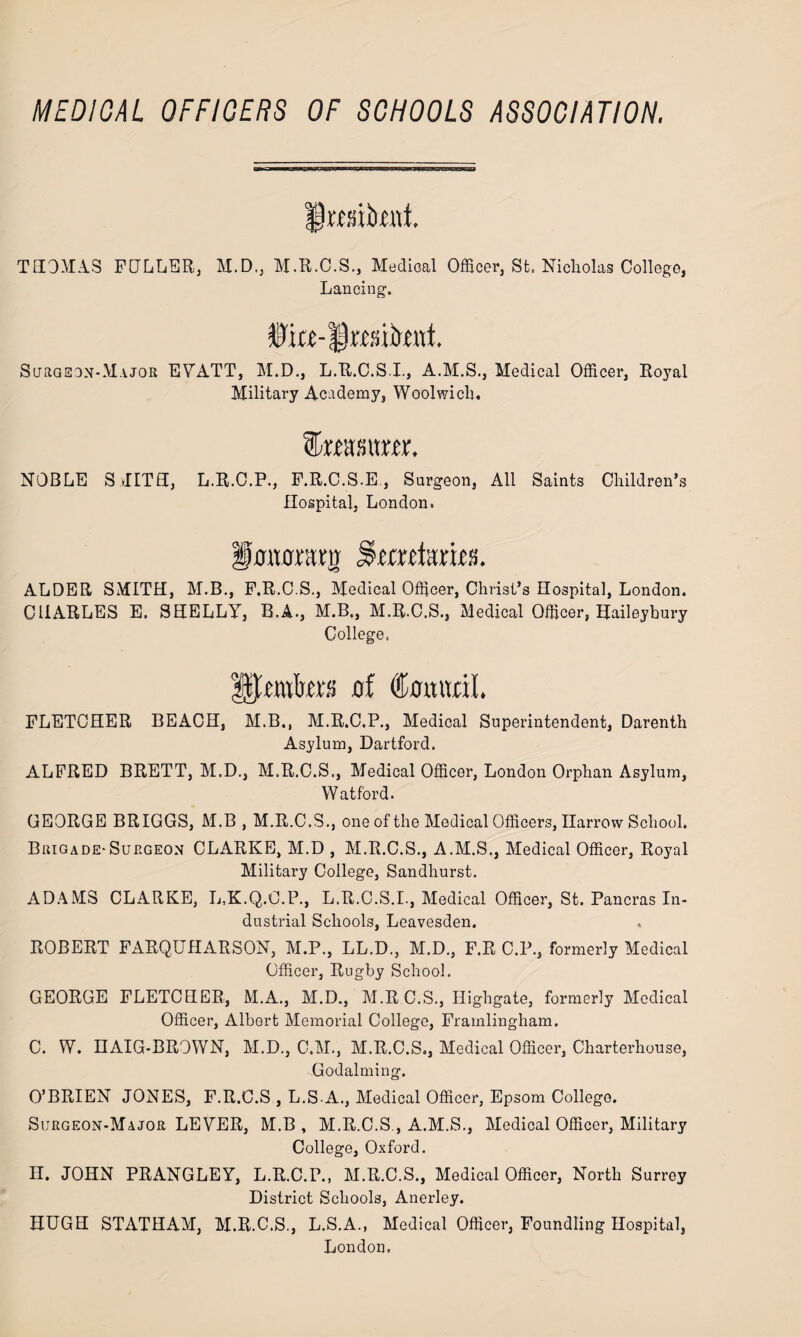 MEDICAL OFFICERS OF SCHOOLS ASSOCIATION.
President.
THOMAS FULLER, M.D., M.R.C.S., Medical Officer, St. Nicholas College,
Lancing.
Vice-President.
SURGEON-MAJOR EVATT, M.D., L.R.C.S.I., A.M.S., Medical Officer, Royal
Military Academy, Woolwich.
Treasurer.
NOBLE SMITH, L.R.C.P., F.R.C.S.E., Surgeon, All Saints Children's
Hospital, London.
Honorary Secretaries.
ALDER SMITH, M.B., F.R.C.S., Medical Officer, Christ's Hospital, London.
CHARLES E. SHELLY, B.A., M.B., M.R.C.S., Medical Officer, Haileybury
College.
Members of Council.
FLETCHER BEACH, M.B., M.R.C.P., Medical Superintendent, Darenth
Asylum, Dartford.
ALFRED BRETT, M.D., M.R.C.S., Medical Officer, London Orphan Asylum,
Watford.
GEORGE BRIGGS, M.B , M.R.C.S., one of the Medical Officers, Harrow School.
BRIGADE-SURGEON CLARKE, M.D , M.R.C.S., A.M.S., Medical Officer, Royal
Military College, Sandhurst.
ADAMS CLARKE, L.K.Q.C.P., L.R.C.S.I., Medical Officer, St. Pancras In-
dustrial Schools, Leavesden.
ROBERT FARQUHARSON, M.P., LL.D., M.D., F.R C.P., formerly Medical
Officer, Rugby School.
GEORGE FLETCHER, M.A., M.D., M.R C.S., Highgate, formerly Medical
Officer, Albert Memorial College, Framlingham.
C. W. HAIG-BROWN, M.D., C.M., M.R.C.S., Medical Officer, Charterhouse,
Godalming.
O'BRIEN JONES, F.R.C.S , L.S.A., Medical Officer, Epsom College.
SURGEON-MAJOR LEVER, M.B , M.R.C.S., A.M.S., Medical Officer, Military
College, Oxford.
H. JOHN PRANGLEY, L.R.C.P., M.R.C.S., Medical Officer, North Surrey
District Schools, Anerley.
HUGH STATHAM, M.R.C.S., L.S.A., Medical Officer, Foundling Hospital,
London.